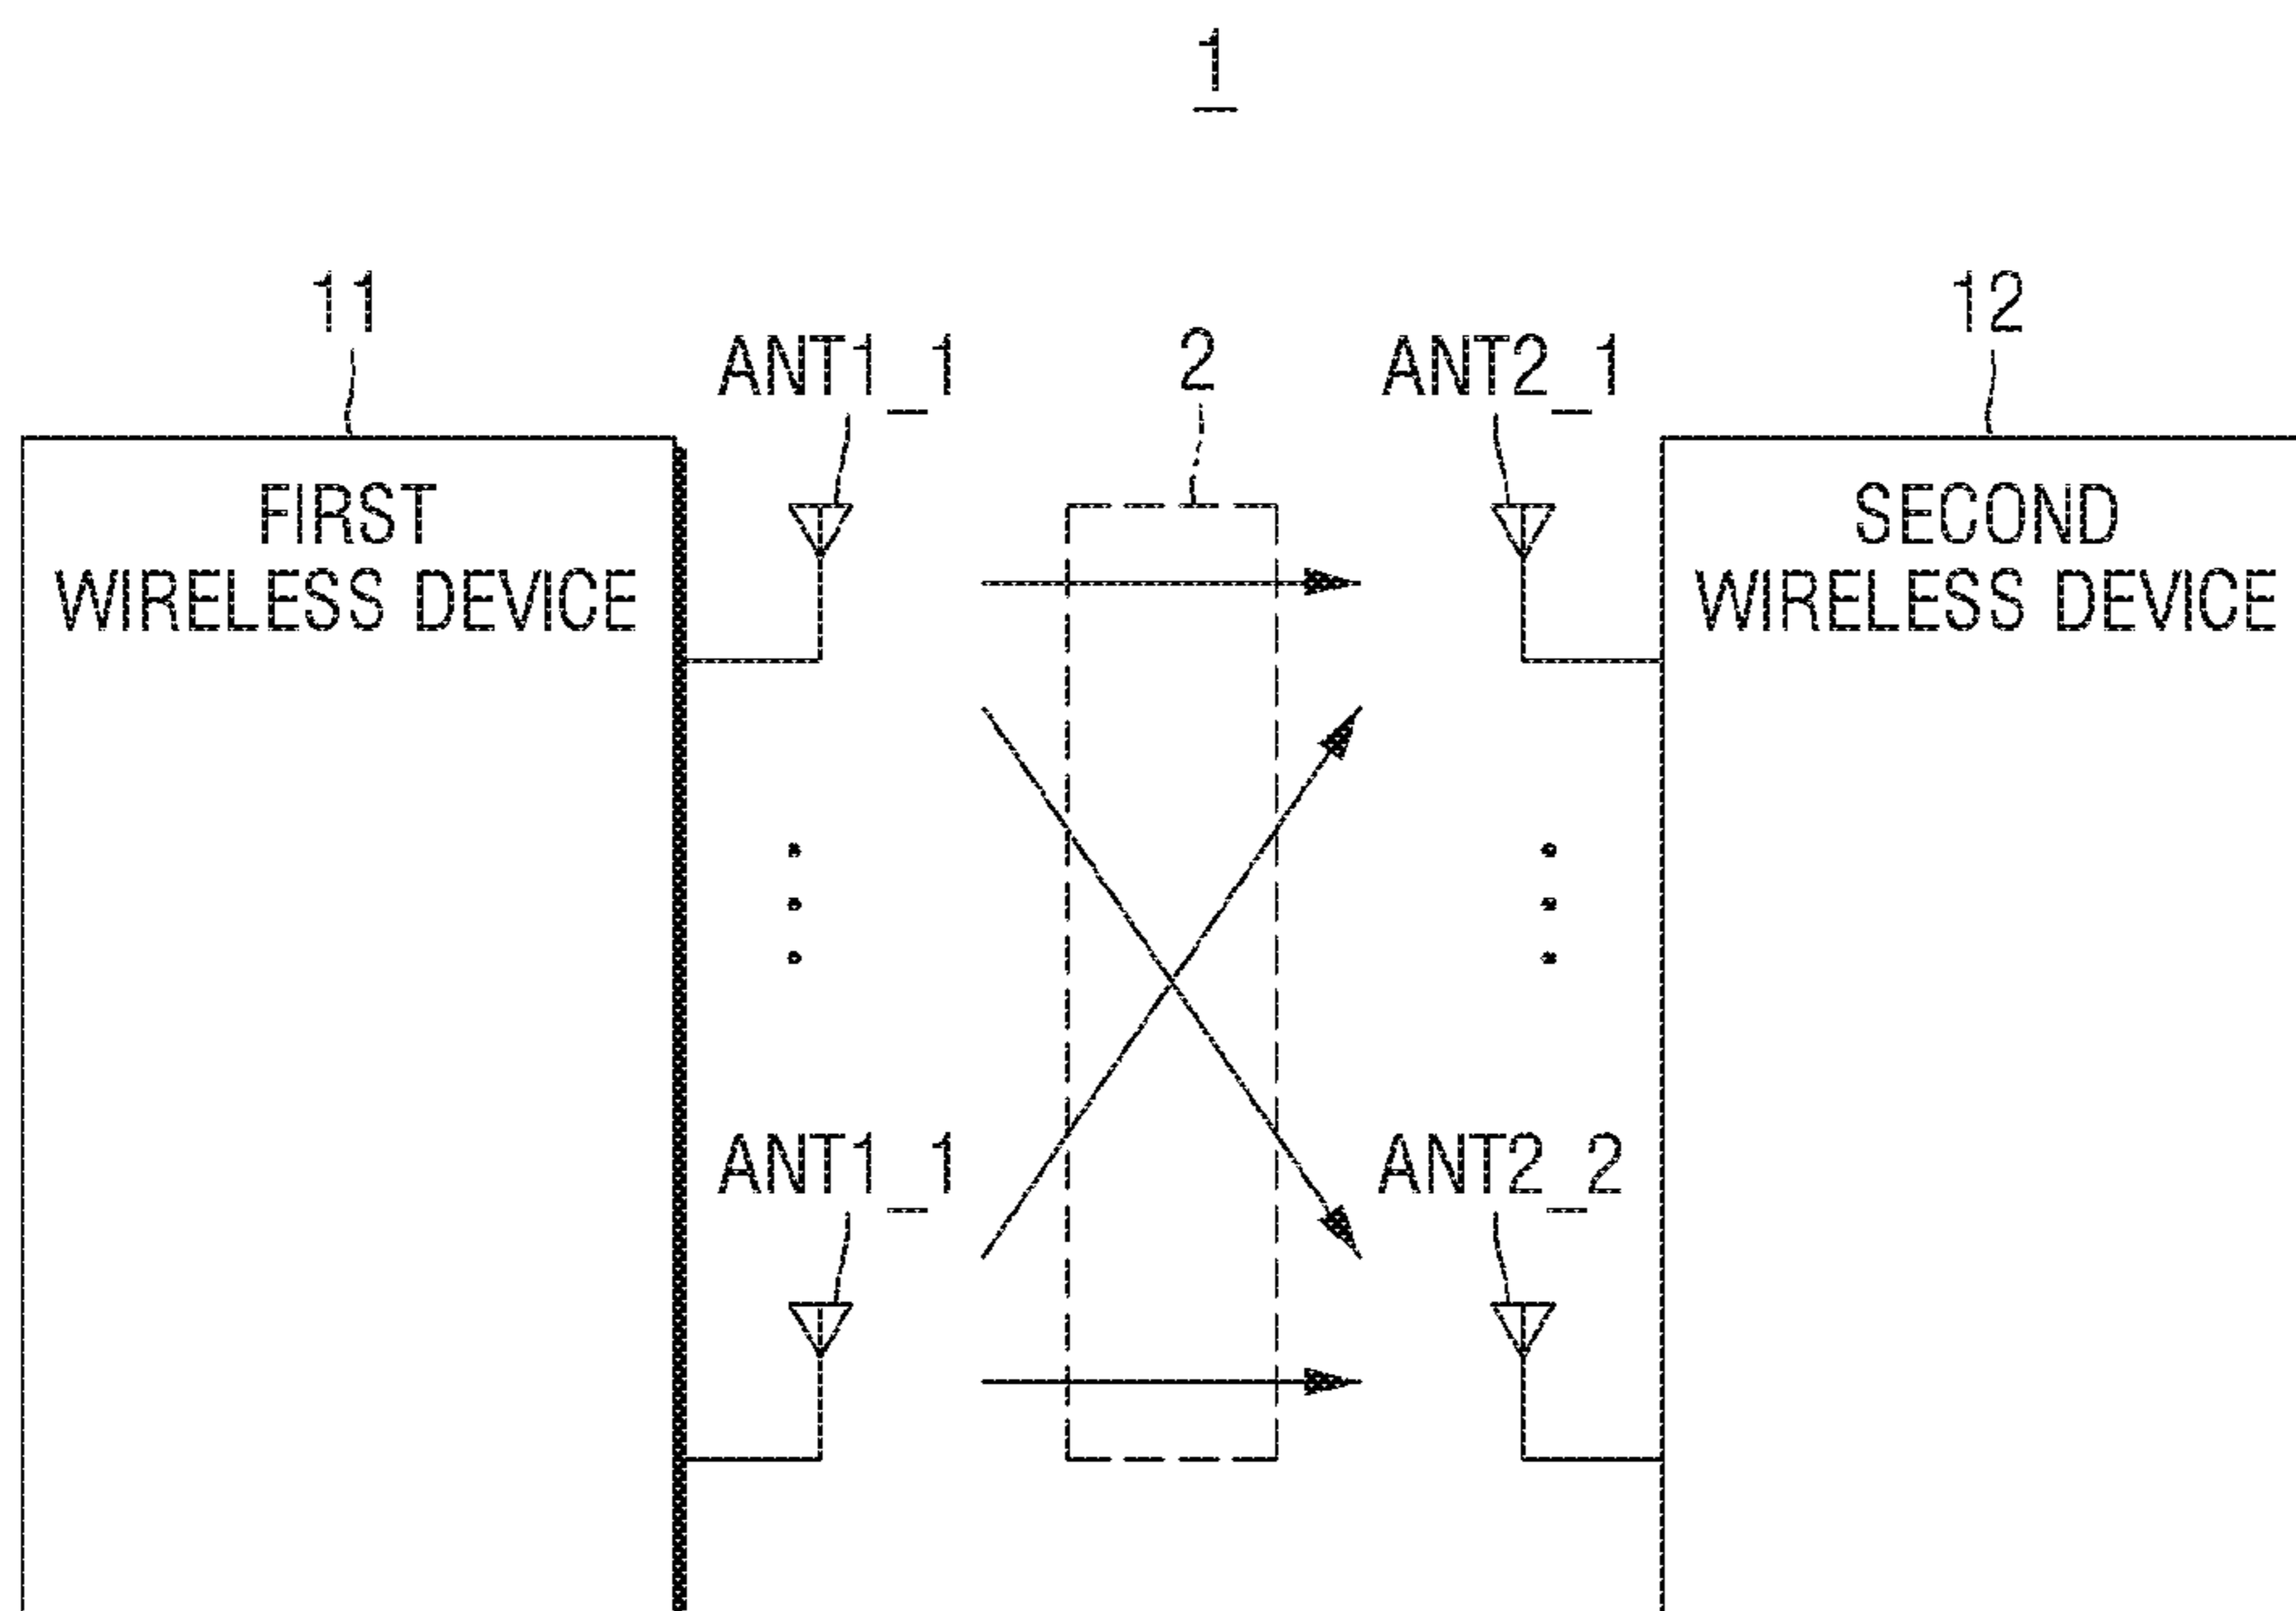 1
11
12
ANT1_1
2
ANT2_1
FIRST
WIRELESS DEVICE
SECOND
WIRELESS DEVICE
ANT1_1
ANT2_2